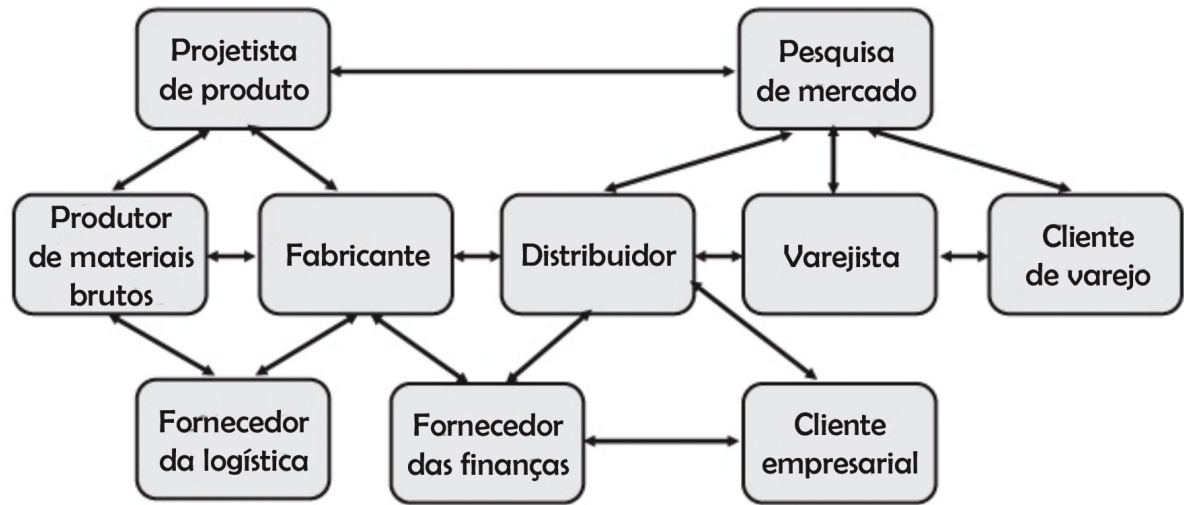 Projetista
de produto
Pesquisa
de mercado
Produtor
de materiais
brutos
Fabricante
Distribuidor
Varejista
Cliente
de varejo
Fornecedor
da logística
Fornecedor
das finanças
Cliente
empresarial